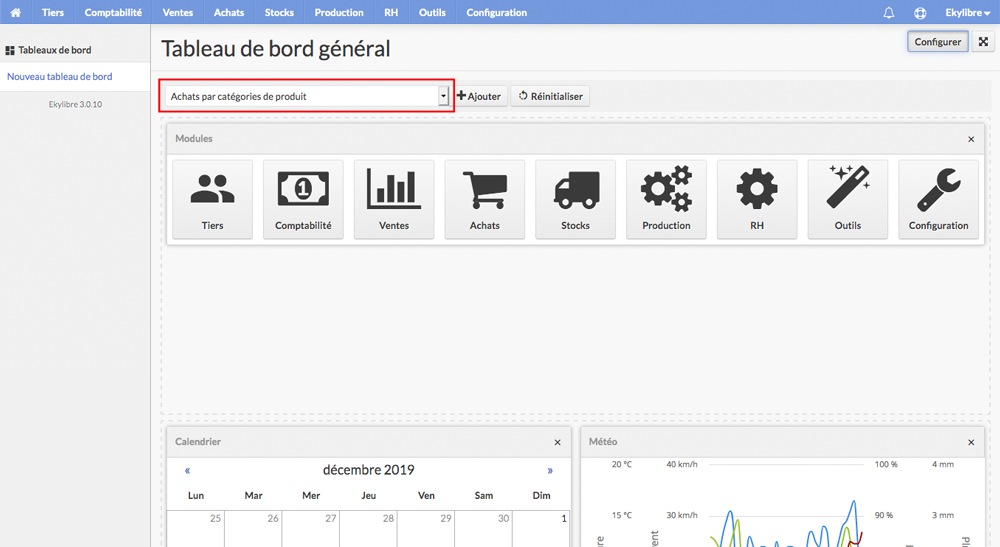 Tiers Comptabilité Ventes Achats Stocks Production RH Outils Configuration Ekylibre
Tableaux de bord
Nouveau tableau de bord
Ekylibre 3.0.10
Tableau de bord général
Configurer
Achats par catégories de produit
Ajouter
Réinitialiser
Modules
Tiers Comptabilité Ventes Achats Stocks Production RH Outils Configuration
Calendrier
« décembre 2019 »
Lun Mar Mer Jeu Ven Sam Dim
25 26 27 28 29 30 1
Météo
20 °C 40 km/h 100 % 4 mm
15 °C 30 km/h 90 % 3 mm